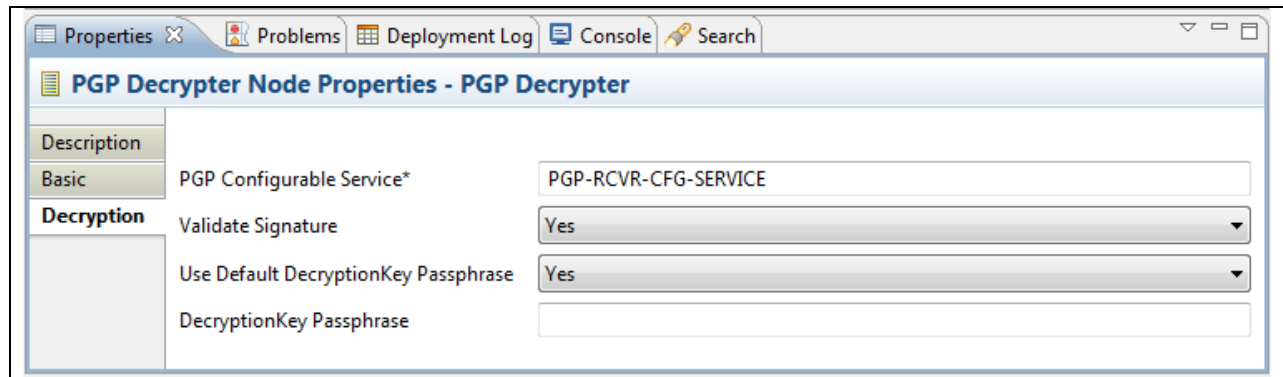 Properties Problems Deployment Log Console Search
PGP Decrypter Node Properties - PGP Decrypter
Description
Basic
Decryption
PGP Configurable Service* PGP-RCVR-CFG-SERVICE
Validate Signature Yes
Use Default DecryptionKey Passphrase Yes
DecryptionKey Passphrase